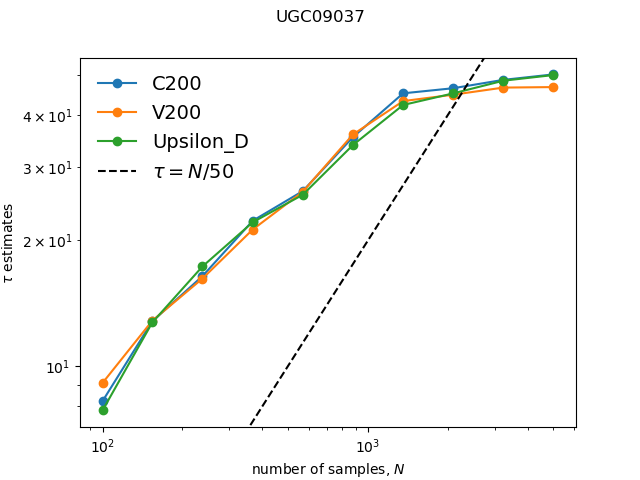 UGC09037
C200
V200
Upsilon_D
τ = N/50
4 × 10¹
3 × 10¹
2 × 10¹
10¹
τ estimates
10² 10³
number of samples, N